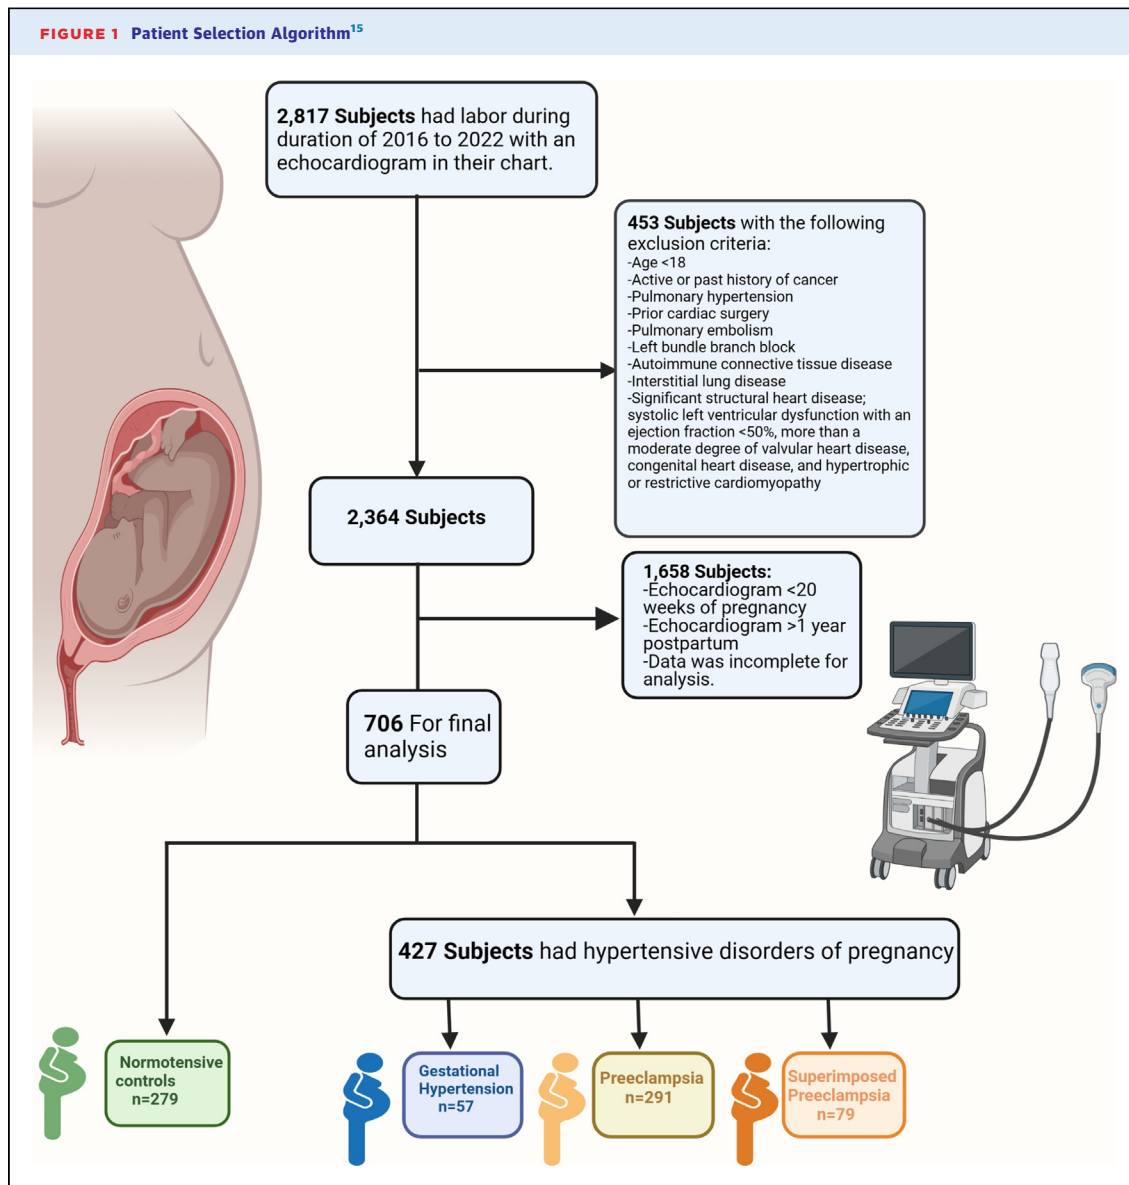 FIGURE 1 Patient Selection Algorithm15
2,817 Subjects had labor during
duration of 2016 to 2022 with an
echocardiogram in their chart.
453 Subjects with the following
exclusion criteria:
-Age <18
-Active or past history of cancer
-Pulmonary hypertension
-Prior cardiac surgery
-Pulmonary embolism
-Left bundle branch block
-Autoimmune connective tissue disease
-Interstitial lung disease
-Significant structural heart disease;
systolic left ventricular dysfunction with an
ejection fraction <50%, more than a
moderate degree of valvular heart disease,
congenital heart disease, and hypertrophic
or restrictive cardiomyopathy
2,364 Subjects
1,658 Subjects:
-Echocardiogram <20
weeks of pregnancy
-Echocardiogram >1 year
postpartum
-Data was incomplete for
analysis.
706 For final
analysis
427 Subjects had hypertensive disorders of pregnancy
Normotensive
controls
n=279
Gestational
Hypertension
n=57
Preeclampsia
n=291
Superimposed
Preeclampsia
n=79